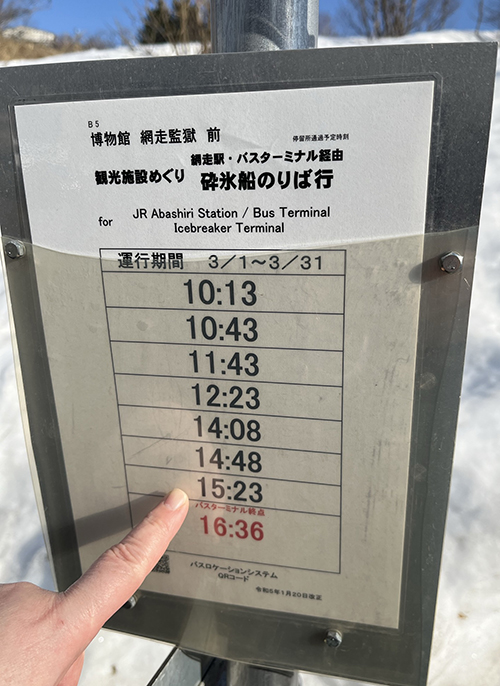 B5
博物館 網走監獄 前
停留所通過予定時刻
網走駅・バスターミナル経由
観光施設めぐり 砕氷船のりば行
for JR Abashiri Station / Bus Terminal
Icebreaker Terminal
運行期間 3/1～3/31
10:13
10:43
11:43
12:23
14:08
14:48
15:23
バスターミナル終点
16:36
バスロケーションシステム
QRコード
令和5年1月20日改正